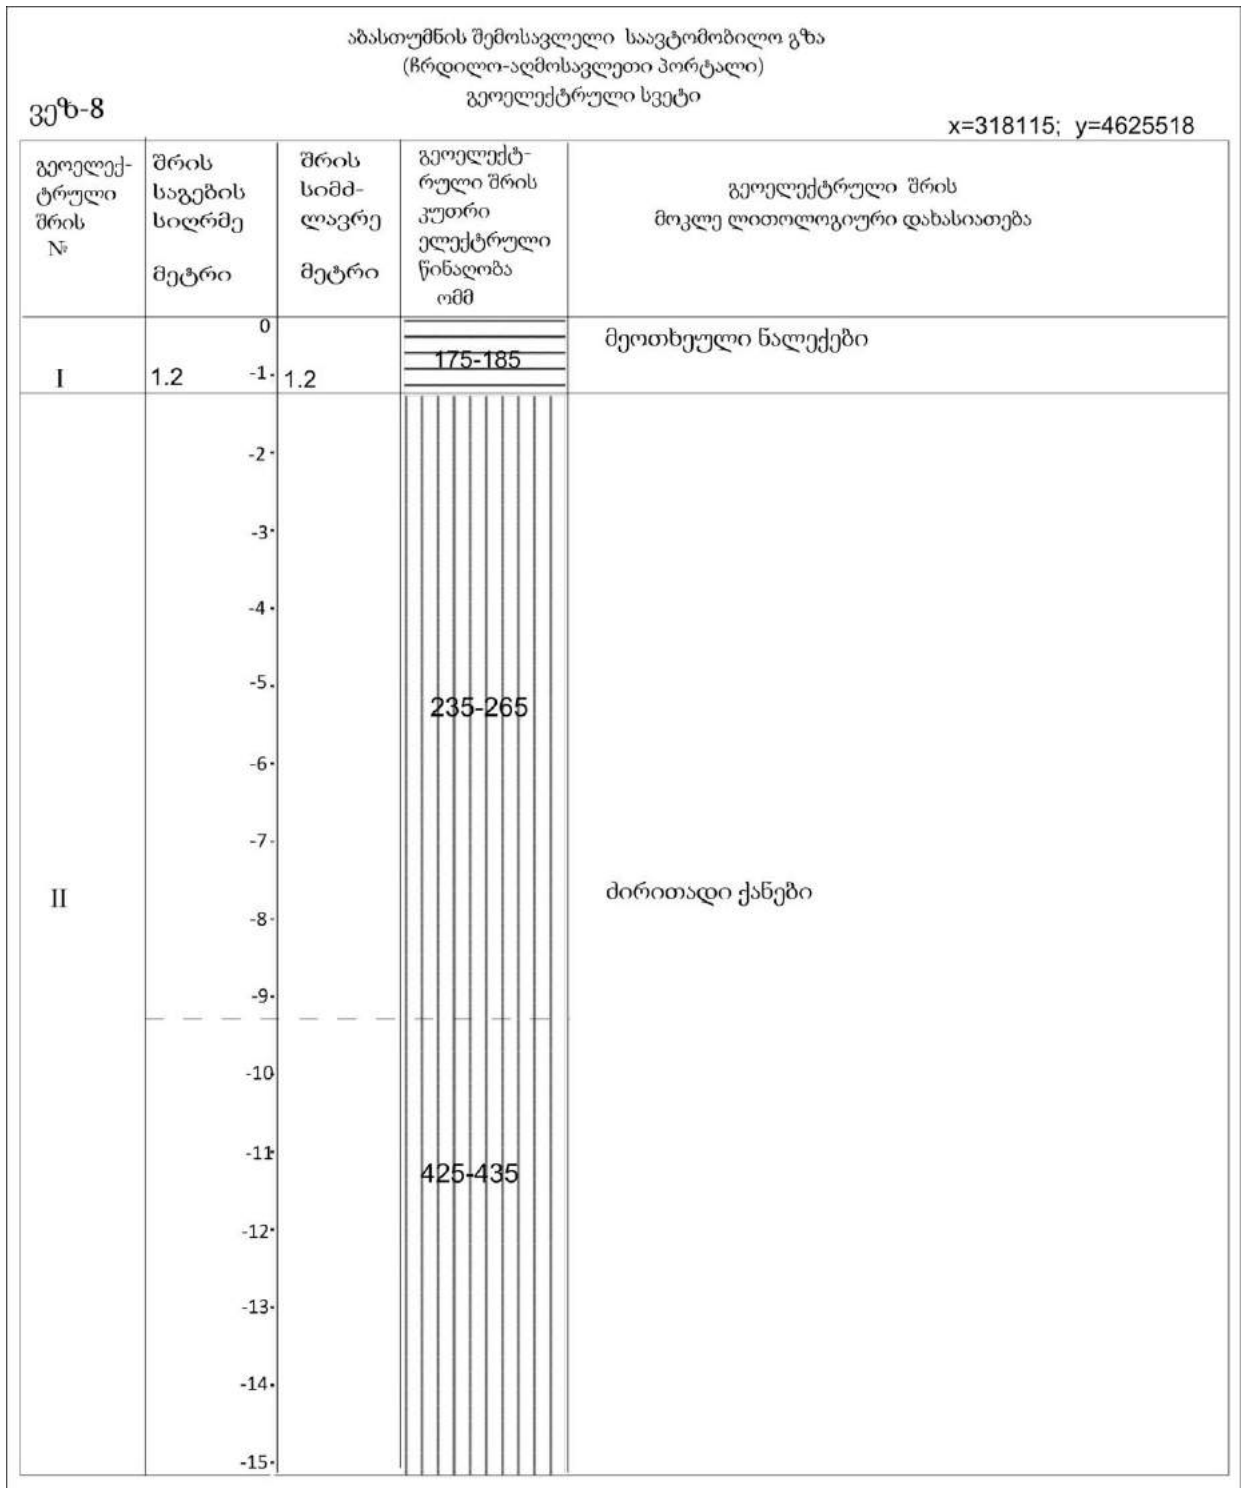 აბასთუმნის შემოსავლელი საავტომობილო გზა
(ჩრდილო-აღმოსავლეთი პორტალი)
გეოელექტრული სვეტი
ვეზ-8
x=318115; y=4625518
გეოელექ-
ტრული
შრის
№
შრის
საგების
სიღრმე
მეტრი
შრის
სიმძ-
ლავრე
მეტრი
გეოელექტ-
რული შრის
კუთრი
ელექტრული
წინაღობა
ომმ
გეოელექტრული შრის
მოკლე ლითოლოგიური დახასიათება
0
175-185
მეოთხეული ნალექები
I
1.2
-1
1.2
-2
-3
-4
-5
235-265
-6
-7
II
ძირითადი ქანები
-8
-9
-10
-11
425-435
-12
-13
-14
-15